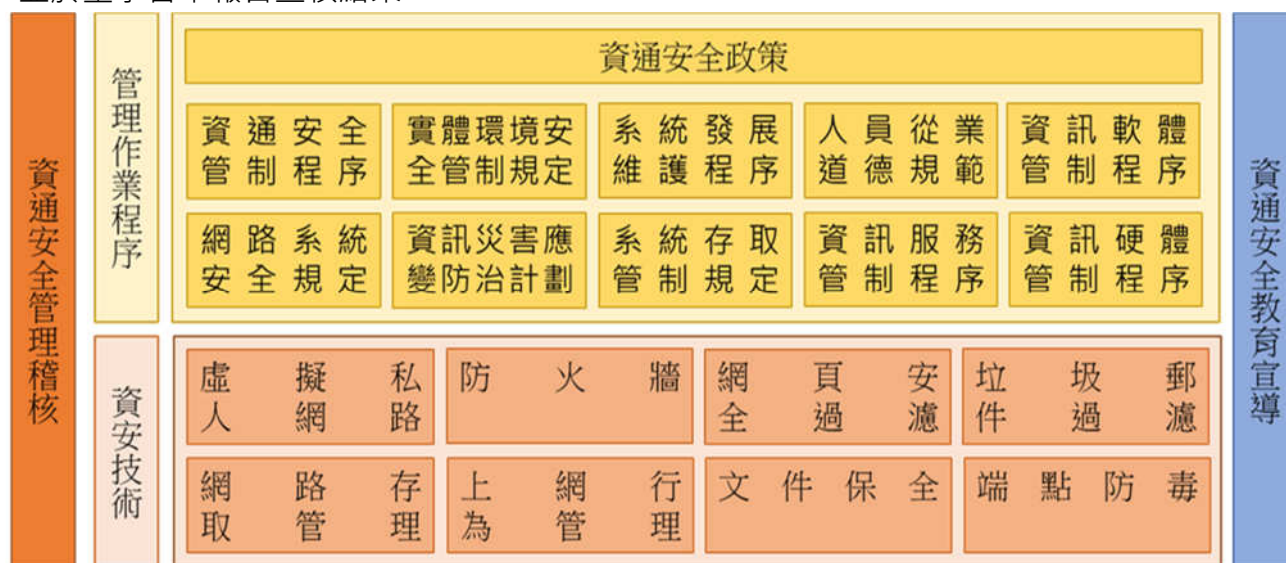 資通安全管理稽核
管理作業程序
資通安全政策
資通安全
管制程序
實體環境安
全管制規定
系統發展
維護程序
人員從業
道德規範
資訊軟體
管制程序
網路系統
安全規定
資訊災害應
變防治計劃
系統存取
管制規定
資訊服務
管制程序
資訊硬體
管制程序
資安技術
虛擬私
人網路
防火牆
網頁安
全過濾
垃圾郵
件過濾
網路存
取管理
上網行
為管理
文件保全
端點防毒
資通安全教育宣導